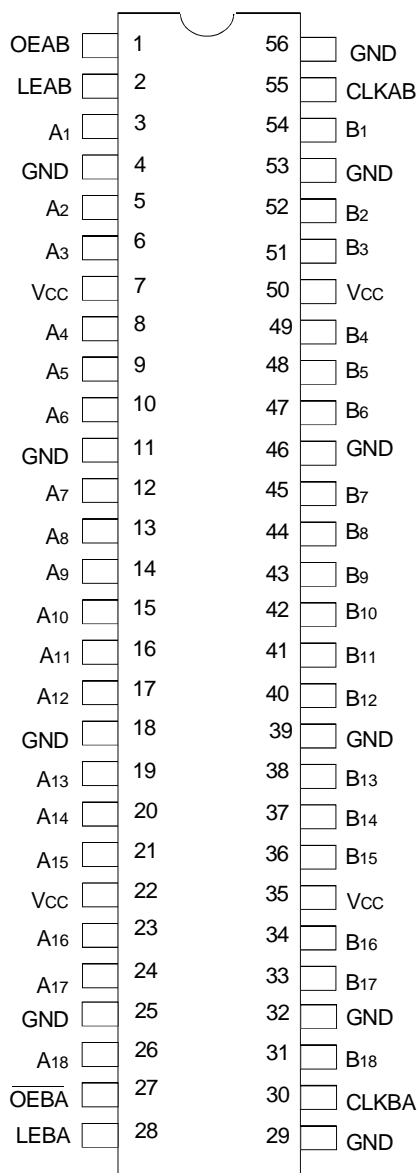 OEAB 1 56 GND
LEAB 2 55 CLKAB
A1 3 54 B1
GND 4 53 GND
A2 5 52 B2
A3 6 51 B3
VCC 7 50 VCC
A4 8 49 B4
A5 9 48 B5
A6 10 47 B6
GND 11 46 GND
A7 12 45 B7
A8 13 44 B8
A9 14 43 B9
A10 15 42 B10
A11 16 41 B11
A12 17 40 B12
GND 18 39 GND
A13 19 38 B13
A14 20 37 B14
A15 21 36 B15
VCC 22 35 VCC
A16 23 34 B16
A17 24 33 B17
GND 25 32 GND
A18 26 31 B18
O̅E̅B̅A̅ 27 30 CLKBA
LEBA 28 29 GND